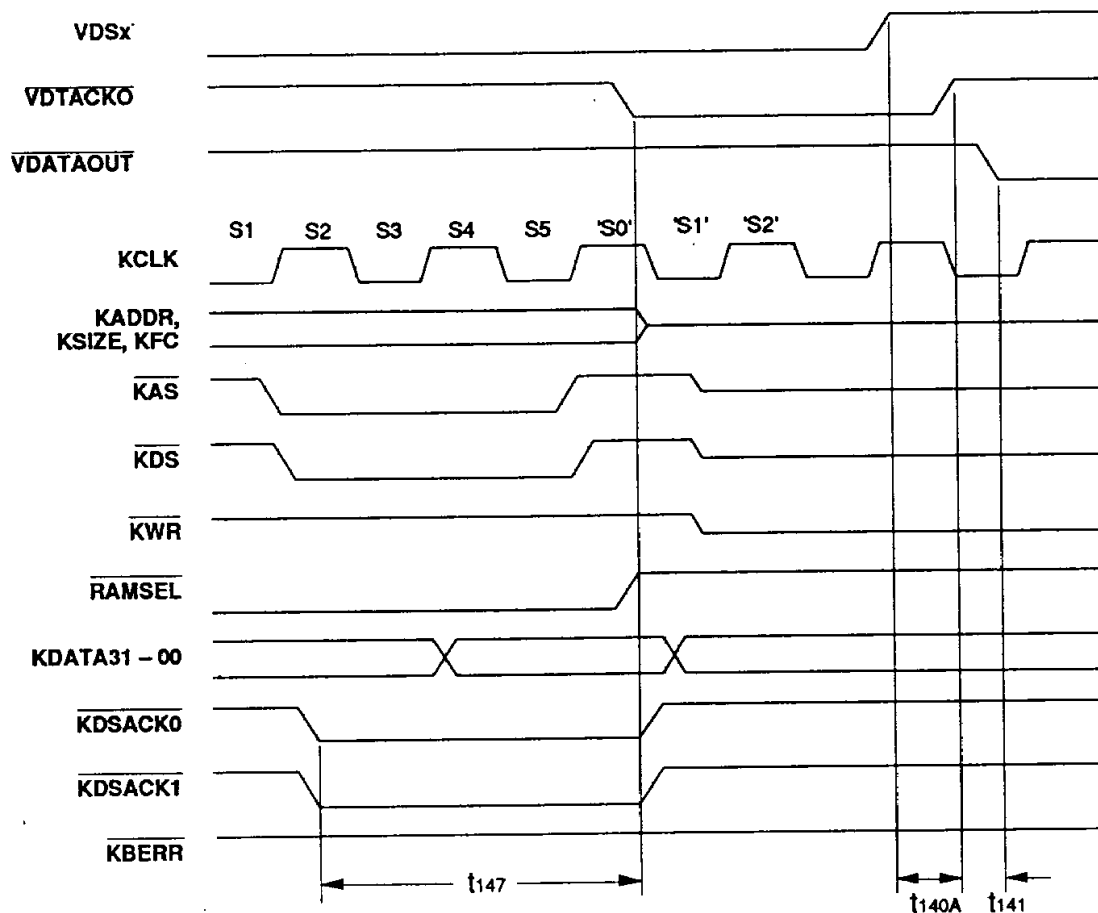 VDSx
VDTACKO
VDATAOUT
S1 S2 S3 S4 S5 'S0' 'S1' 'S2'
KCLK
KADDR,
KSIZE, KFC
KAS
KDS
KWR
RAMSEL
KDATA31 – 00
KDSACK0
KDSACK1
KBERR
t147
t140A t141